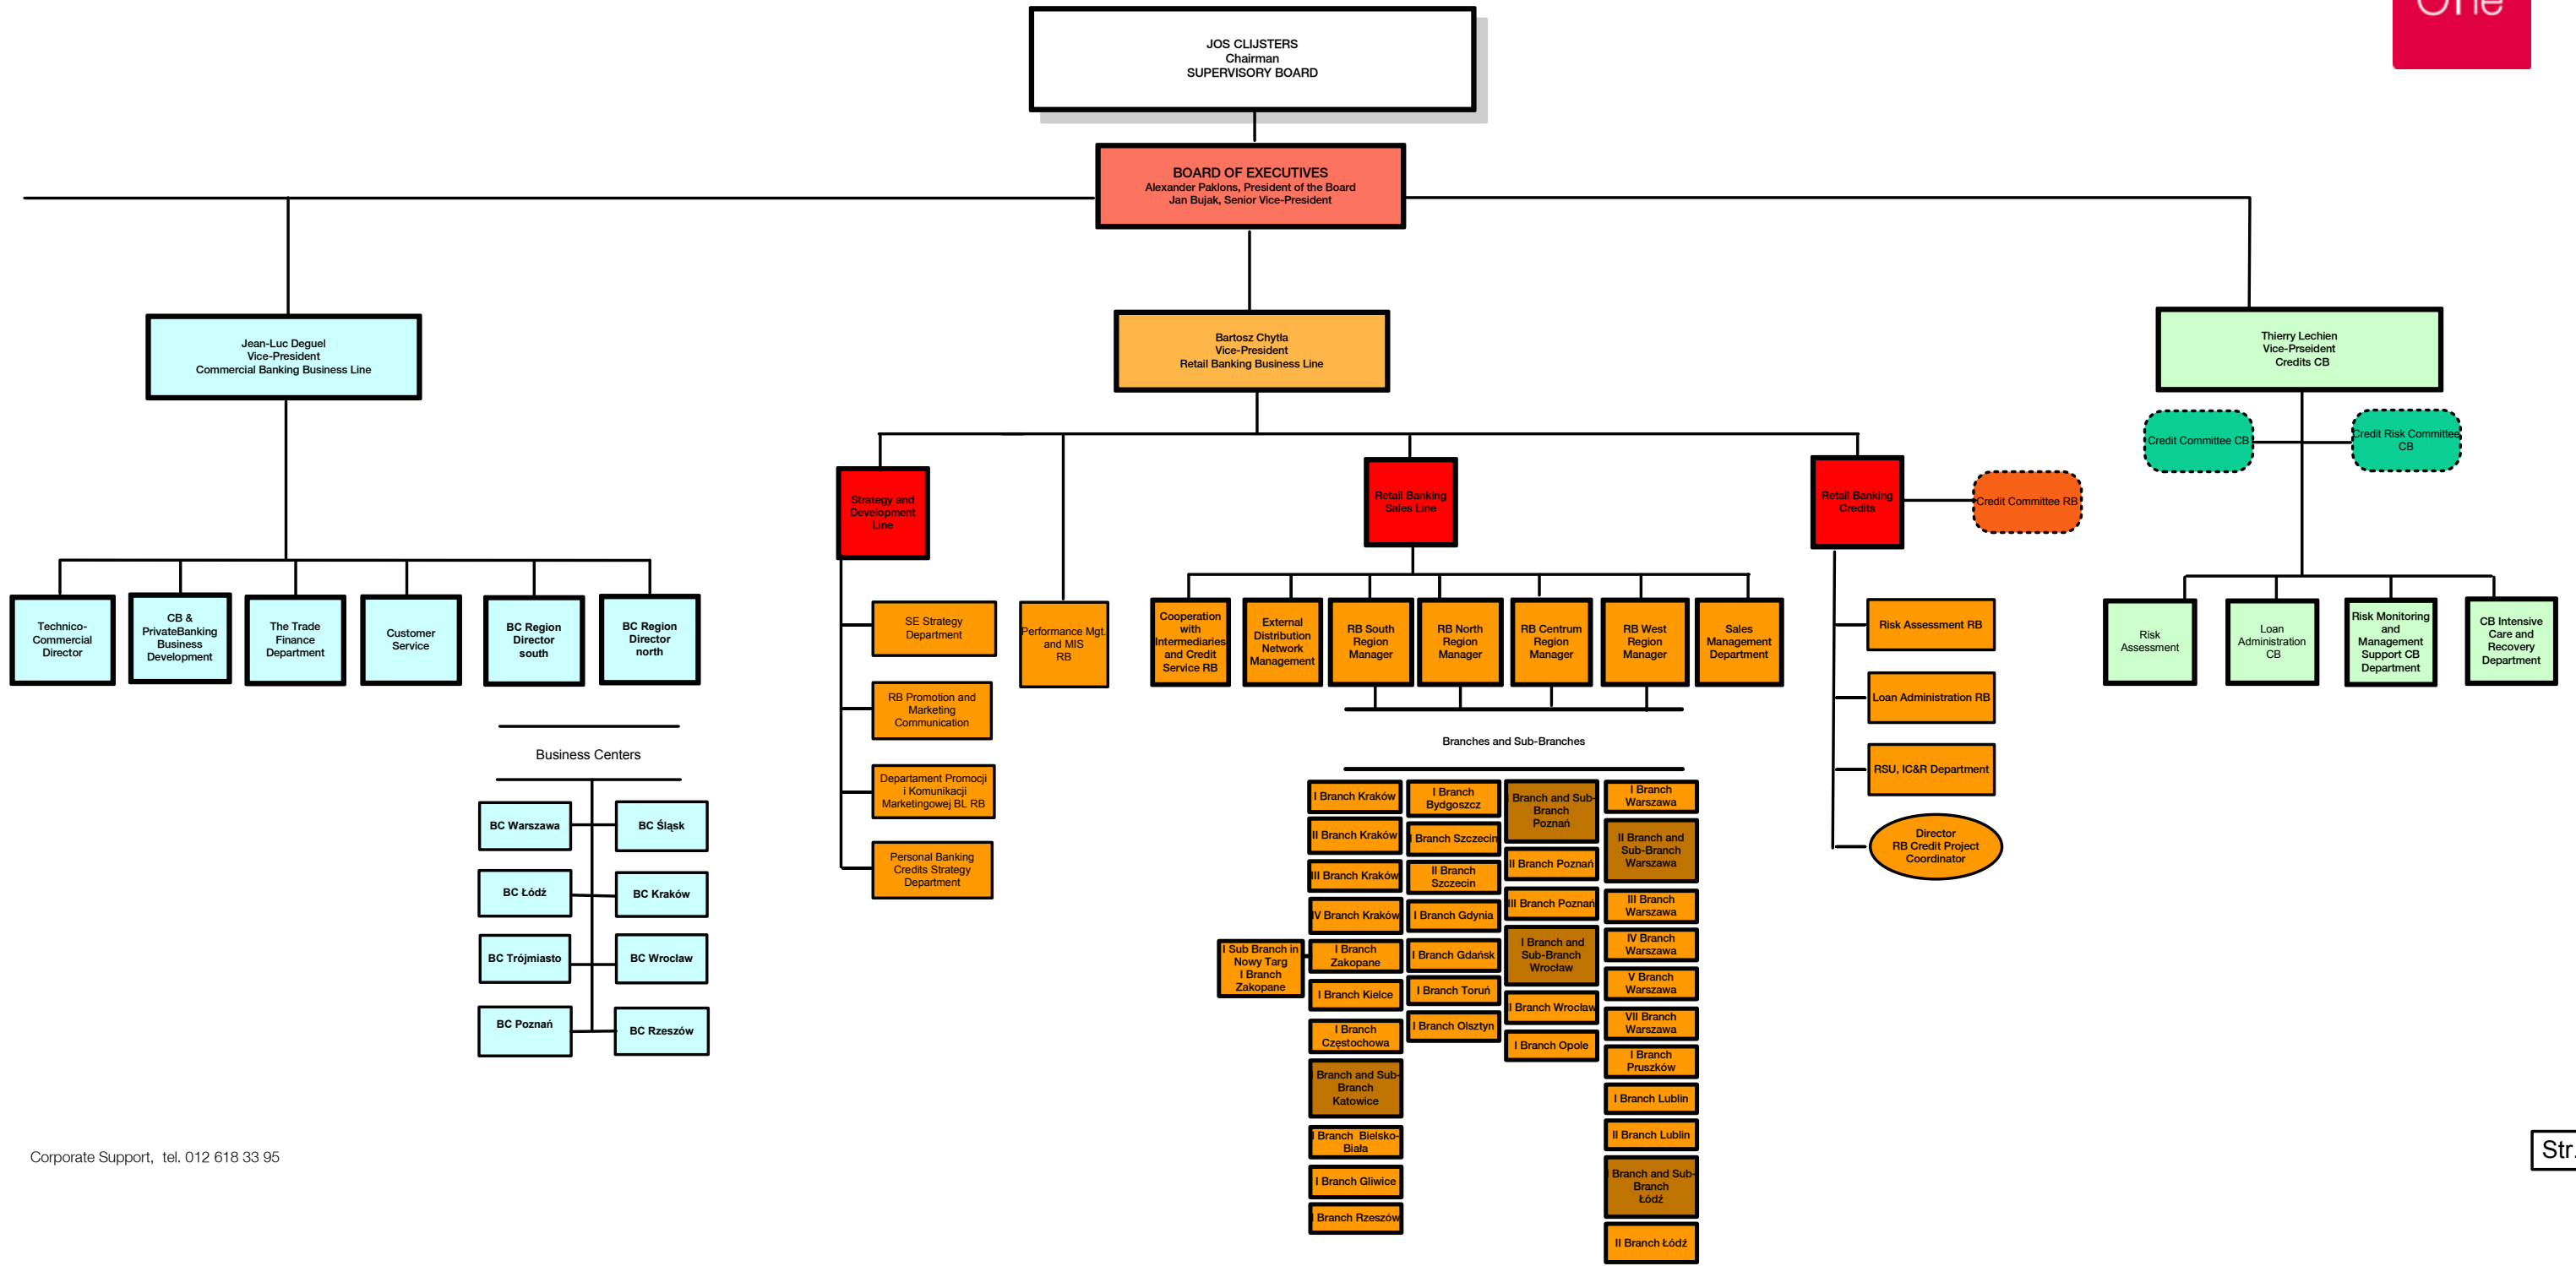 One
JOS CLIJSTERS
Chairman
SUPERVISORY BOARD
BOARD OF EXECUTIVES
Alexander Paklons, President of the Board
Jan Bujak, Senior Vice-President
Jean-Luc Deguel
Vice-President
Commercial Banking Business Line
Bartosz Chytła
Vice-President
Retail Banking Business Line
Thierry Lechien
Vice-Prseident
Credits CB
Credit Committee CB
Credit Risk Committee
CB
Strategy and
Development
Line
Retail Banking
Sales Line
Retail Banking
Credits
Credit Committee RB
Technico-
Commercial
Director
CB &
PrivateBanking
Business
Development
The Trade
Finance
Department
Customer
Service
BC Region
Director
south
BC Region
Director
north
SE Strategy
Department
RB Promotion and
Marketing
Communication
Departament Promocji
i Komunikacji
Marketingowej BL RB
Personal Banking
Credits Strategy
Department
Performance Mgt.
and MIS
RB
Cooperation
with
Intermediaries
and Credit
Service RB
External
Distribution
Network
Management
RB South
Region
Manager
RB North
Region
Manager
RB Centrum
Region
Manager
RB West
Region
Manager
Sales
Management
Department
Risk Assessment RB
Loan Administration RB
RSU, IC&R Department
Director
RB Credit Project
Coordinator
Risk
Assessment
Loan
Administration
CB
Risk Monitoring
and
Management
Support CB
Department
CB Intensive
Care and
Recovery
Department
Business Centers
BC Warszawa
BC Śląsk
BC Łódź
BC Kraków
BC Trójmiasto
BC Wrocław
BC Poznań
BC Rzeszów
Branches and Sub-Branches
I Branch Kraków
II Branch Kraków
III Branch Kraków
IV Branch Kraków
I Sub Branch in
Nowy Targ
I Branch
Zakopane
I Branch
Zakopane
I Branch Kielce
I Branch
Częstochowa
I Branch and Sub-
Branch
Katowice
I Branch Bielsko-
Biała
I Branch Gliwice
I Branch Rzeszów
I Branch
Bydgoszcz
I Branch Szczecin
II Branch
Szczecin
I Branch Gdynia
I Branch Gdańsk
I Branch Toruń
I Branch Olsztyn
I Branch and Sub-
Branch
Poznań
II Branch Poznań
III Branch Poznań
I Branch and
Sub-Branch
Wrocław
I Branch Wrocław
I Branch Opole
I Branch
Warszawa
II Branch and
Sub-Branch
Warszawa
III Branch
Warszawa
IV Branch
Warszawa
V Branch
Warszawa
VII Branch
Warszawa
I Branch
Pruszków
I Branch Lublin
II Branch Lublin
I Branch and Sub-
Branch
Łódź
II Branch Łódź
Corporate Support, tel. 012 618 33 95
Str.